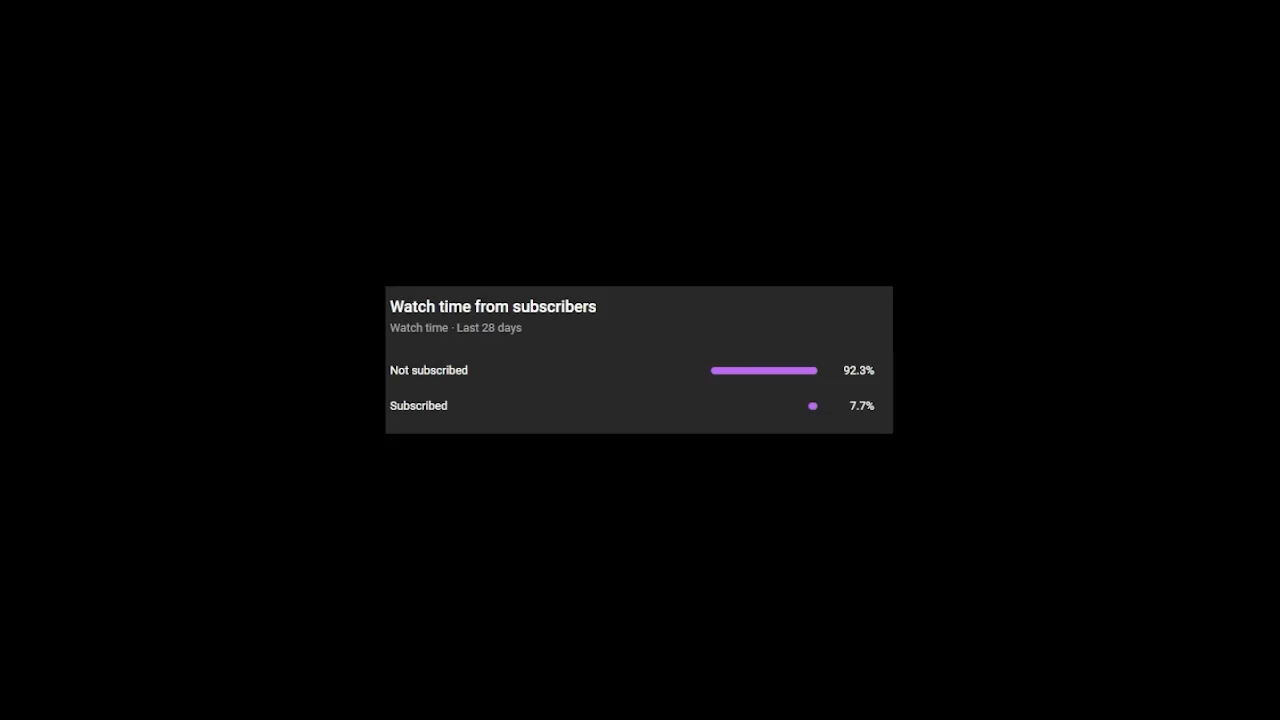 Watch time from subscribers
Watch time · Last 28 days
Not subscribed 92.3%
Subscribed 7.7%